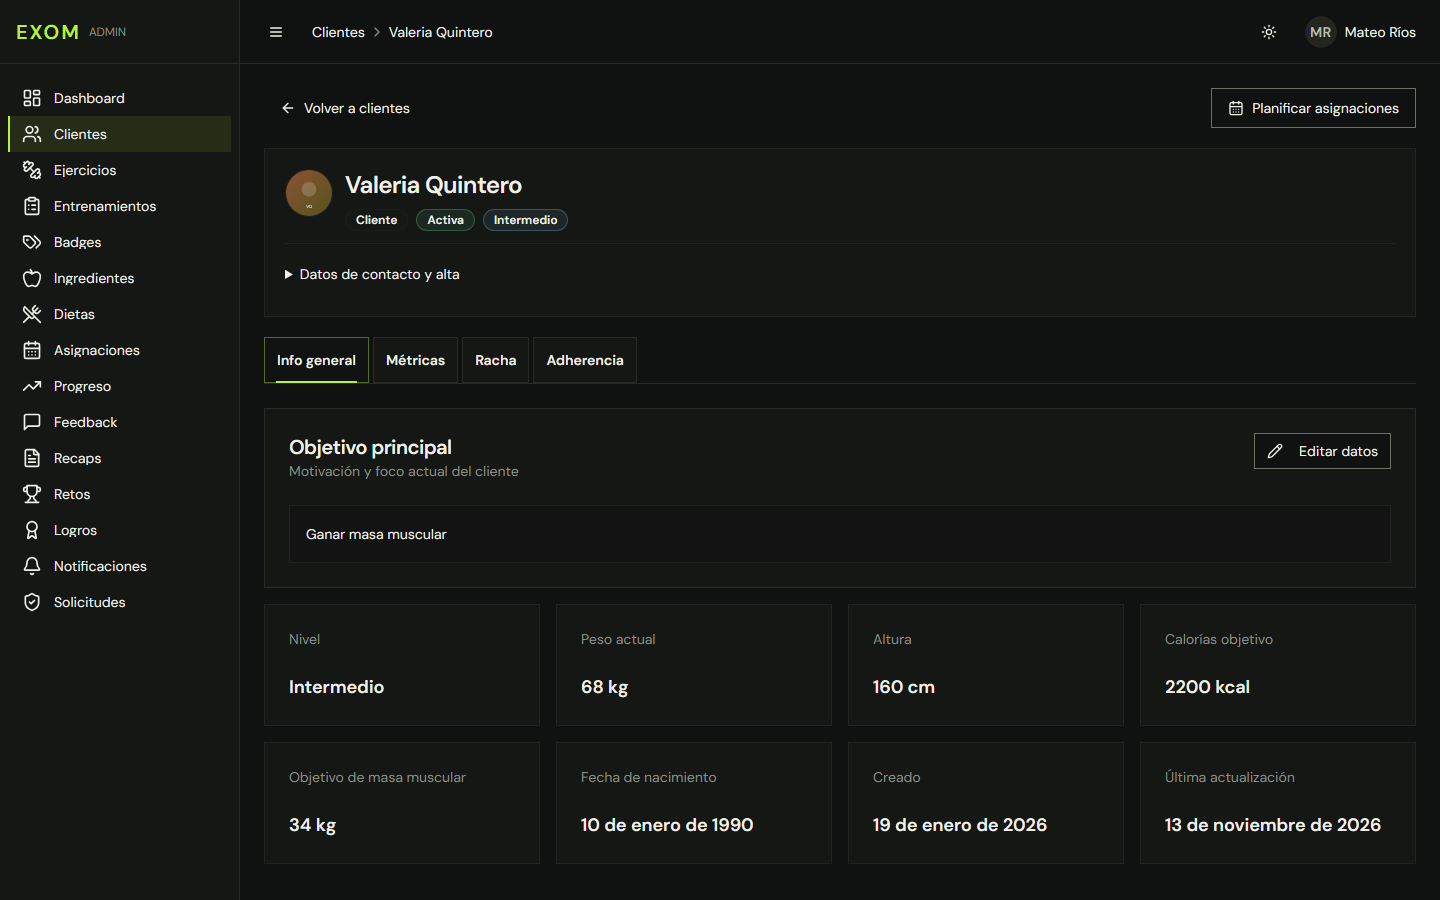 EXOM ADMIN
Clientes > Valeria Quintero
MR Mateo Ríos
Dashboard
Clientes
Ejercicios
Entrenamientos
Badges
Ingredientes
Dietas
Asignaciones
Progreso
Feedback
Recaps
Retos
Logros
Notificaciones
Solicitudes
Volver a clientes
Planificar asignaciones
Valeria Quintero
Cliente Activa Intermedio
Datos de contacto y alta
Info general Métricas Racha Adherencia
Objetivo principal
Motivación y foco actual del cliente
Editar datos
Ganar masa muscular
Nivel
Intermedio
Peso actual
68 kg
Altura
160 cm
Calorías objetivo
2200 kcal
Objetivo de masa muscular
34 kg
Fecha de nacimiento
10 de enero de 1990
Creado
19 de enero de 2026
Última actualización
13 de noviembre de 2026